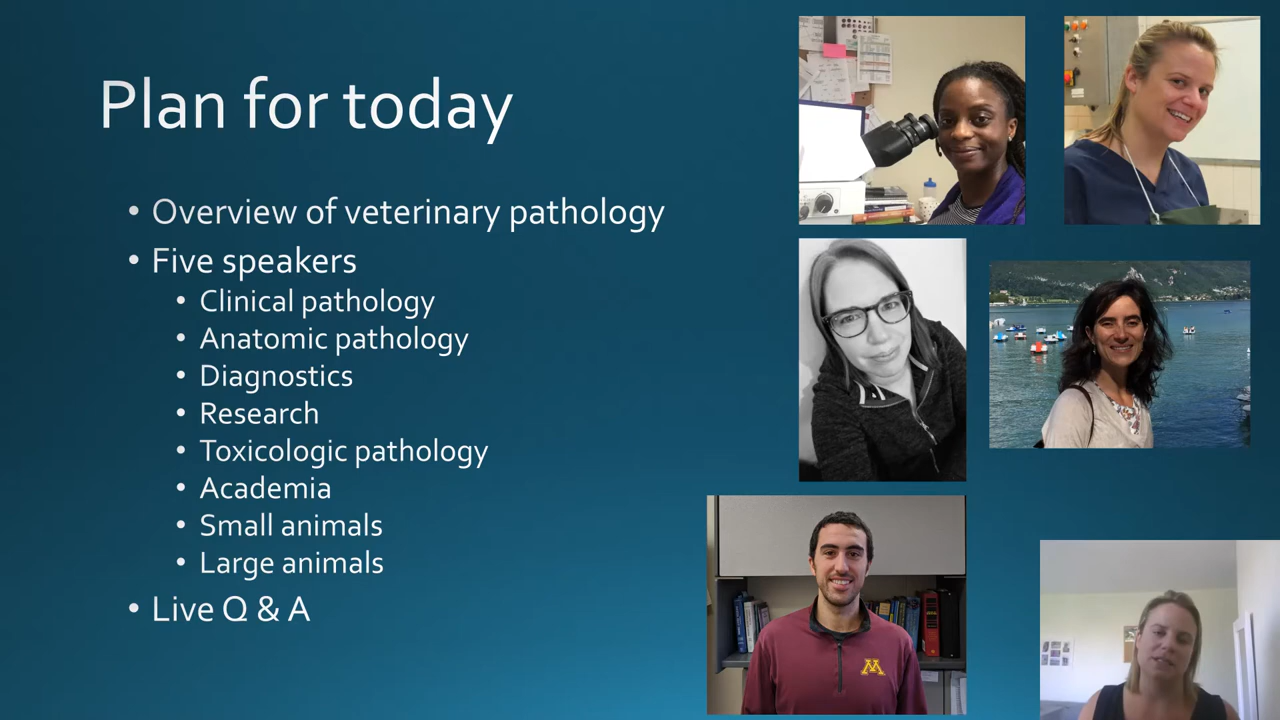 Plan for today
• Overview of veterinary pathology
• Five speakers
• Clinical pathology
• Anatomic pathology
• Diagnostics
• Research
• Toxicologic pathology
• Academia
• Small animals
• Large animals
• Live Q & A
M